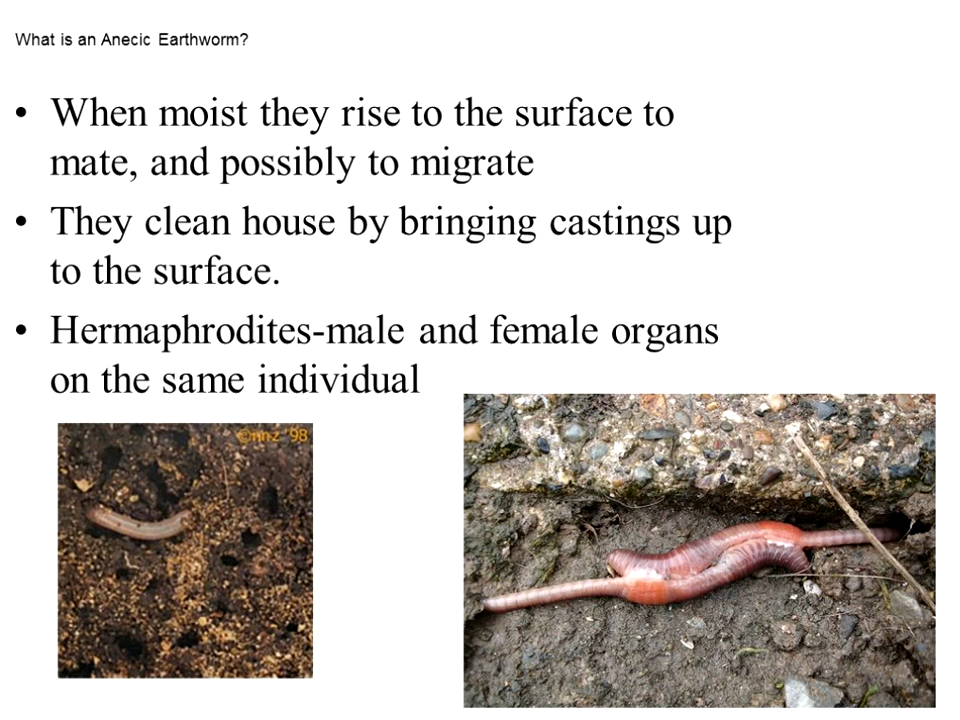 What is an Anecic Earthworm?
• When moist they rise to the surface to
mate, and possibly to migrate
• They clean house by bringing castings up
to the surface.
• Hermaphrodites-male and female organs
on the same individual
©nnz '98